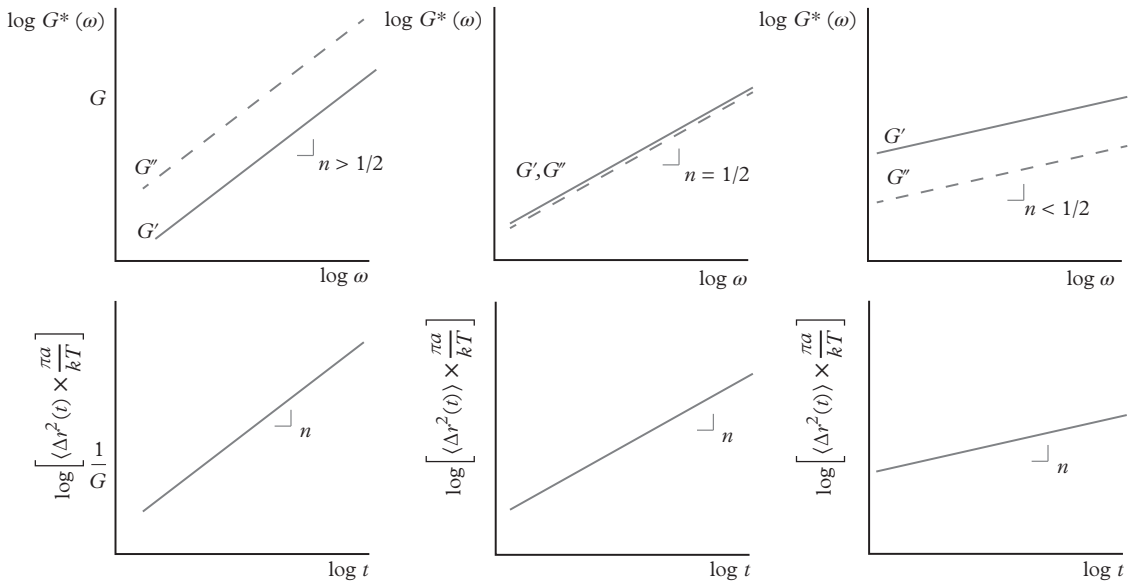 log G* (ω)
G
G″
G′
n > 1/2
log ω
log G* (ω)
G′,G″
n = 1/2
log ω
log G* (ω)
G′
G″
n < 1/2
log ω
log [⟨Δr²(t) × πa/kT]
1/G
n
log t
log [⟨Δr²(t)⟩ × πa/kT]
n
log t
log [⟨Δr²(t)⟩ × πa/kT]
n
log t